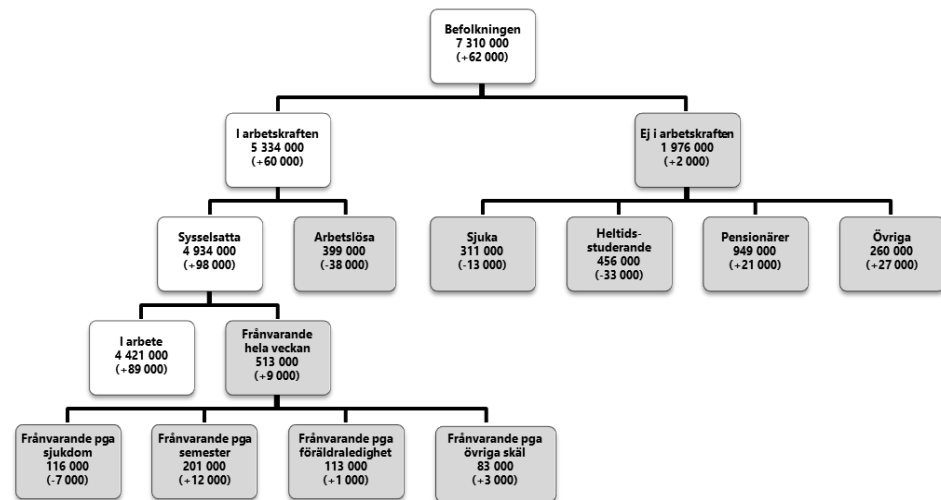 Befolkningen
7 310 000
(+62 000)
I arbetskraften
5 334 000
(+60 000)
Ej i arbetskraften
1 976 000
(+2 000)
Sysselsatta
4 934 000
(+98 000)
Arbetslösa
399 000
(-38 000)
Sjuka
311 000
(-13 000)
Heltids-
studerande
456 000
(-33 000)
Pensionärer
949 000
(+21 000)
Övriga
260 000
(+27 000)
I arbete
4 421 000
(+89 000)
Frånvarande
hela veckan
513 000
(+9 000)
Frånvarande pga
sjukdom
116 000
(-7 000)
Frånvarande pga
semester
201 000
(+12 000)
Frånvarande pga
föräldraledighet
113 000
(+1 000)
Frånvarande pga
övriga skäl
83 000
(+3 000)